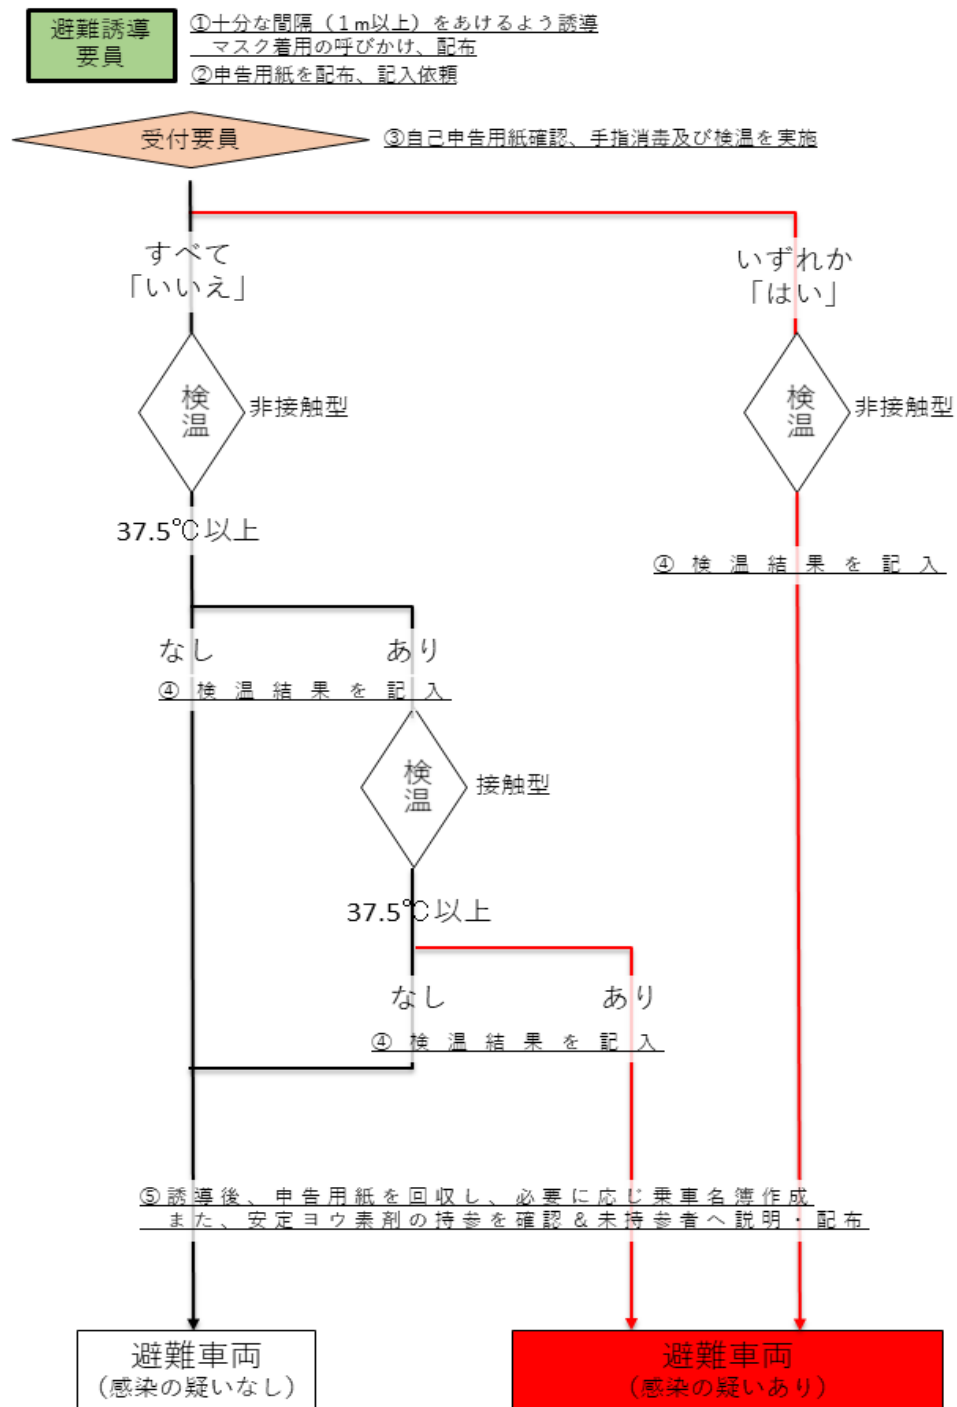 避難誘導
要員
①十分な間隔（１ｍ以上）をあけるよう誘導
マスク着用の呼びかけ、配布
②申告用紙を配布、記入依頼
受付要員
③自己申告用紙確認、手指消毒及び検温を実施
すべて
「いいえ」
いずれか
「はい」
検
温
非接触型
検
温
非接触型
37.5℃以上
④検温結果を記入
なし
あり
④検温結果を記入
検
温
接触型
37.5℃以上
なし
あり
④検温結果を記入
⑤誘導後、申告用紙を回収し、必要に応じ乗車名簿作成
また、安定ヨウ素剤の持参を確認＆未持参者へ説明・配布
避難車両
（感染の疑いなし）
避難車両
（感染の疑いあり）